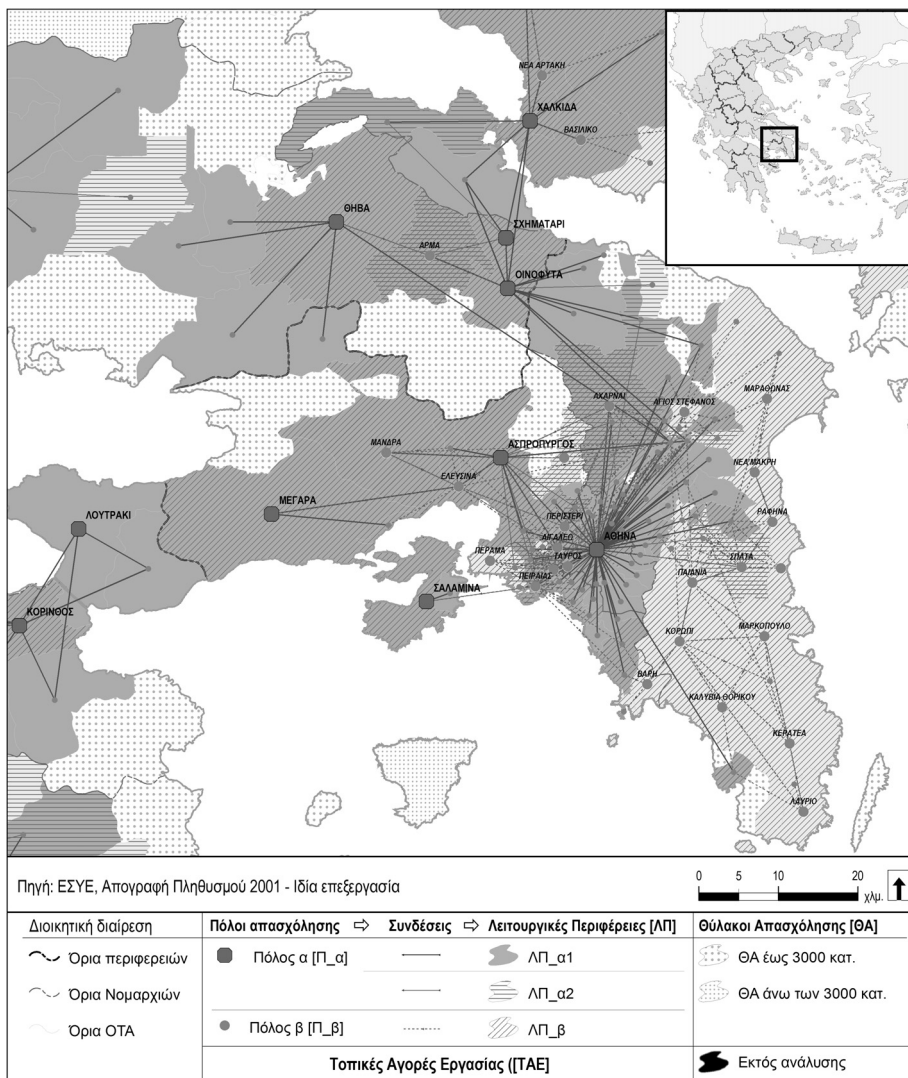 ΝΕΑ ΑΡΤΑΚΗ
ΧΑΛΚΙΔΑ
ΒΑΣΙΛΙΚΟ
ΘΗΒΑ
ΣΧΗΜΑΤΑΡΙ
ΑΡΜΑ
ΟΙΝΟΦΥΤΑ
ΑΧΑΡΝΑΙ
ΑΓΙΟΣ ΣΤΕΦΑΝΟΣ
ΜΑΡΑΘΩΝΑΣ
ΜΑΝΔΡΑ
ΑΣΠΡΟΠΥΡΓΟΣ
ΕΛΕΥΣΙΝΑ
ΝΕΑ ΜΑΚΡΗ
ΜΕΓΑΡΑ
ΠΕΡΙΣΤΕΡΙ
ΡΑΦΗΝΑ
ΛΟΥΤΡΑΚΙ
ΑΙΓΑΛΕΩ
ΑΘΗΝΑ
ΠΕΡΑΜΑ
ΤΑΥΡΟΣ
ΣΠΑΤΑ
ΠΕΙΡΑΙΑΣ
ΠΑΙΑΝΙΑ
ΣΑΛΑΜΙΝΑ
ΚΟΡΙΝΘΟΣ
ΚΟΡΩΠΙ
ΜΑΡΚΟΠΟΥΛΟ
ΒΑΡΗ
ΚΑΛΥΒΙΑ ΘΟΡΙΚΟΥ
ΚΕΡΑΤΕΑ
ΛΑΥΡΙΟ
Πηγή: ΕΣΥΕ, Απογραφή Πληθυσμού 2001 - Ιδία επεξεργασία
0 5 10 20 χλμ.
Διοικητική διαίρεση
Όρια περιφερειών
Όρια Νομαρχιών
Όρια ΟΤΑ
Πόλοι απασχόλησης ⇨ Συνδέσεις ⇨ Λειτουργικές Περιφέρειες [ΛΠ]
Πόλος α [Π_α] ΛΠ_α1
ΛΠ_α2
Πόλος β [Π_β] ΛΠ_β
Τοπικές Αγορές Εργασίας ([ΤΑΕ]
Θύλακοι Απασχόλησης [ΘΑ]
ΘΑ έως 3000 κατ.
ΘΑ άνω των 3000 κατ.
Εκτός ανάλυσης